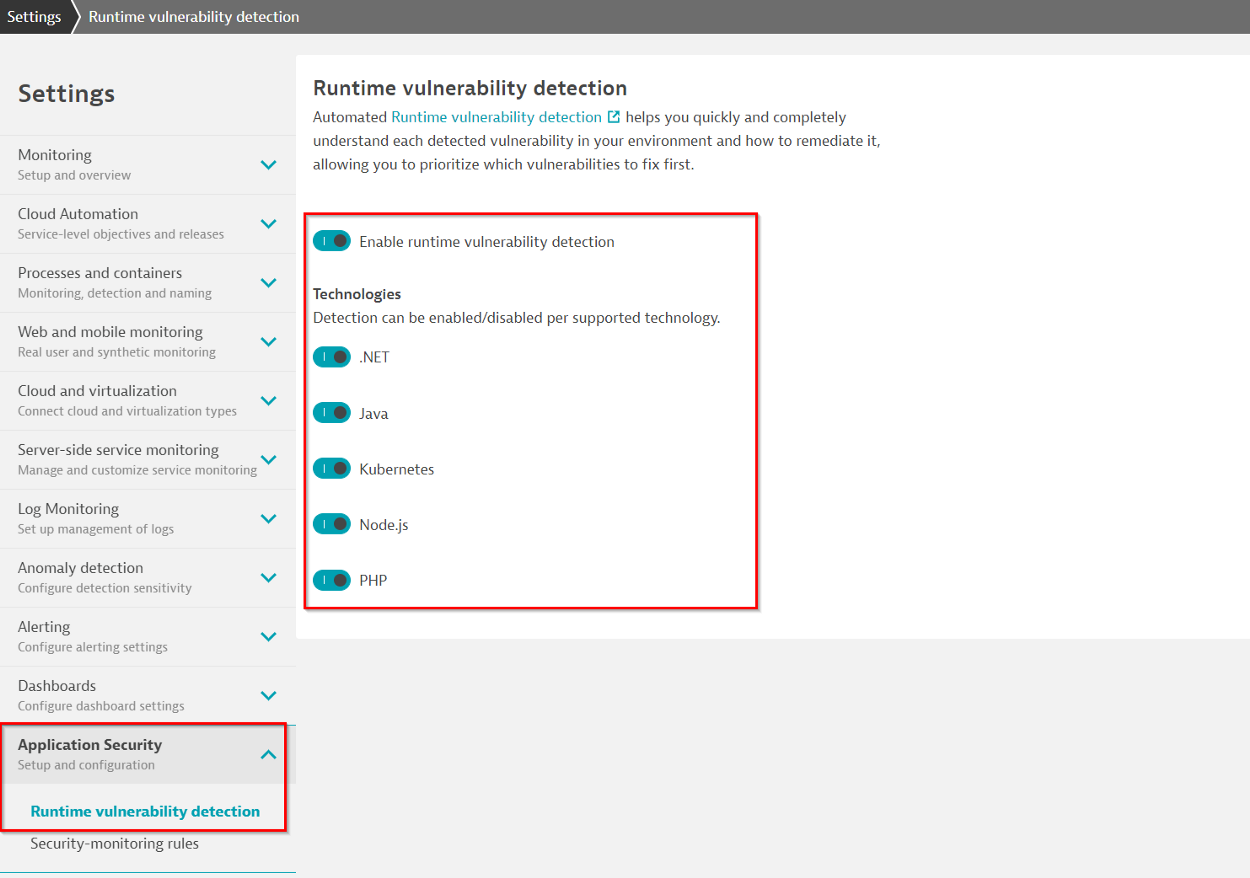 Settings
Runtime vulnerability detection
Settings
Monitoring
Setup and overview
Cloud Automation
Service-level objectives and releases
Processes and containers
Monitoring, detection and naming
Web and mobile monitoring
Real user and synthetic monitoring
Cloud and virtualization
Connect cloud and virtualization types
Server-side service monitoring
Manage and customize service monitoring
Log Monitoring
Set up management of logs
Anomaly detection
Configure detection sensitivity
Alerting
Configure alerting settings
Dashboards
Configure dashboard settings
Application Security
Setup and configuration
Runtime vulnerability detection
Security-monitoring rules
Runtime vulnerability detection
Automated Runtime vulnerability detection helps you quickly and completely
understand each detected vulnerability in your environment and how to remediate it,
allowing you to prioritize which vulnerabilities to fix first.
Enable runtime vulnerability detection
Technologies
Detection can be enabled/disabled per supported technology.
.NET
Java
Kubernetes
Node.js
PHP